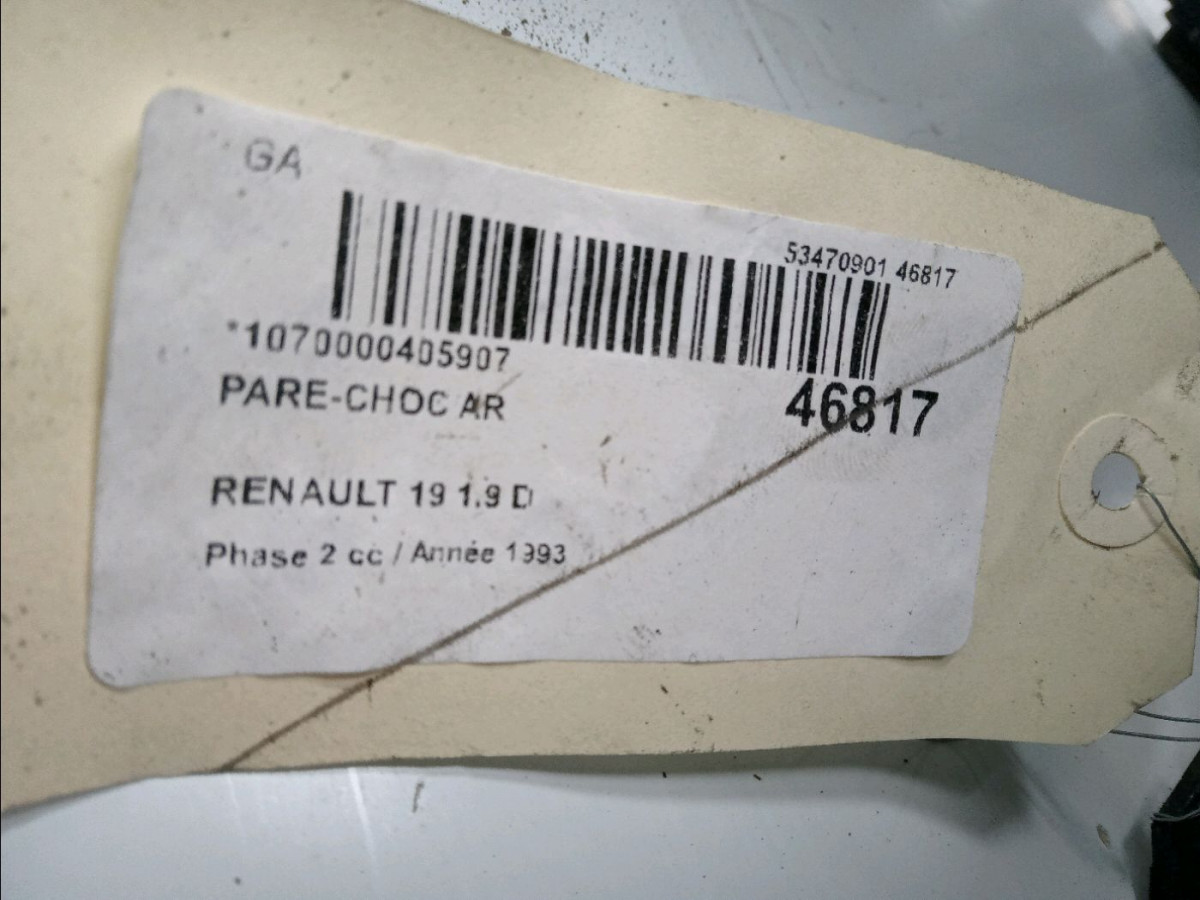 GA
53470901 46817
*1070000405907
PARE-CHOC AR
46817
RENAULT 19 1.9 D
Phase 2 cc / Année 1993